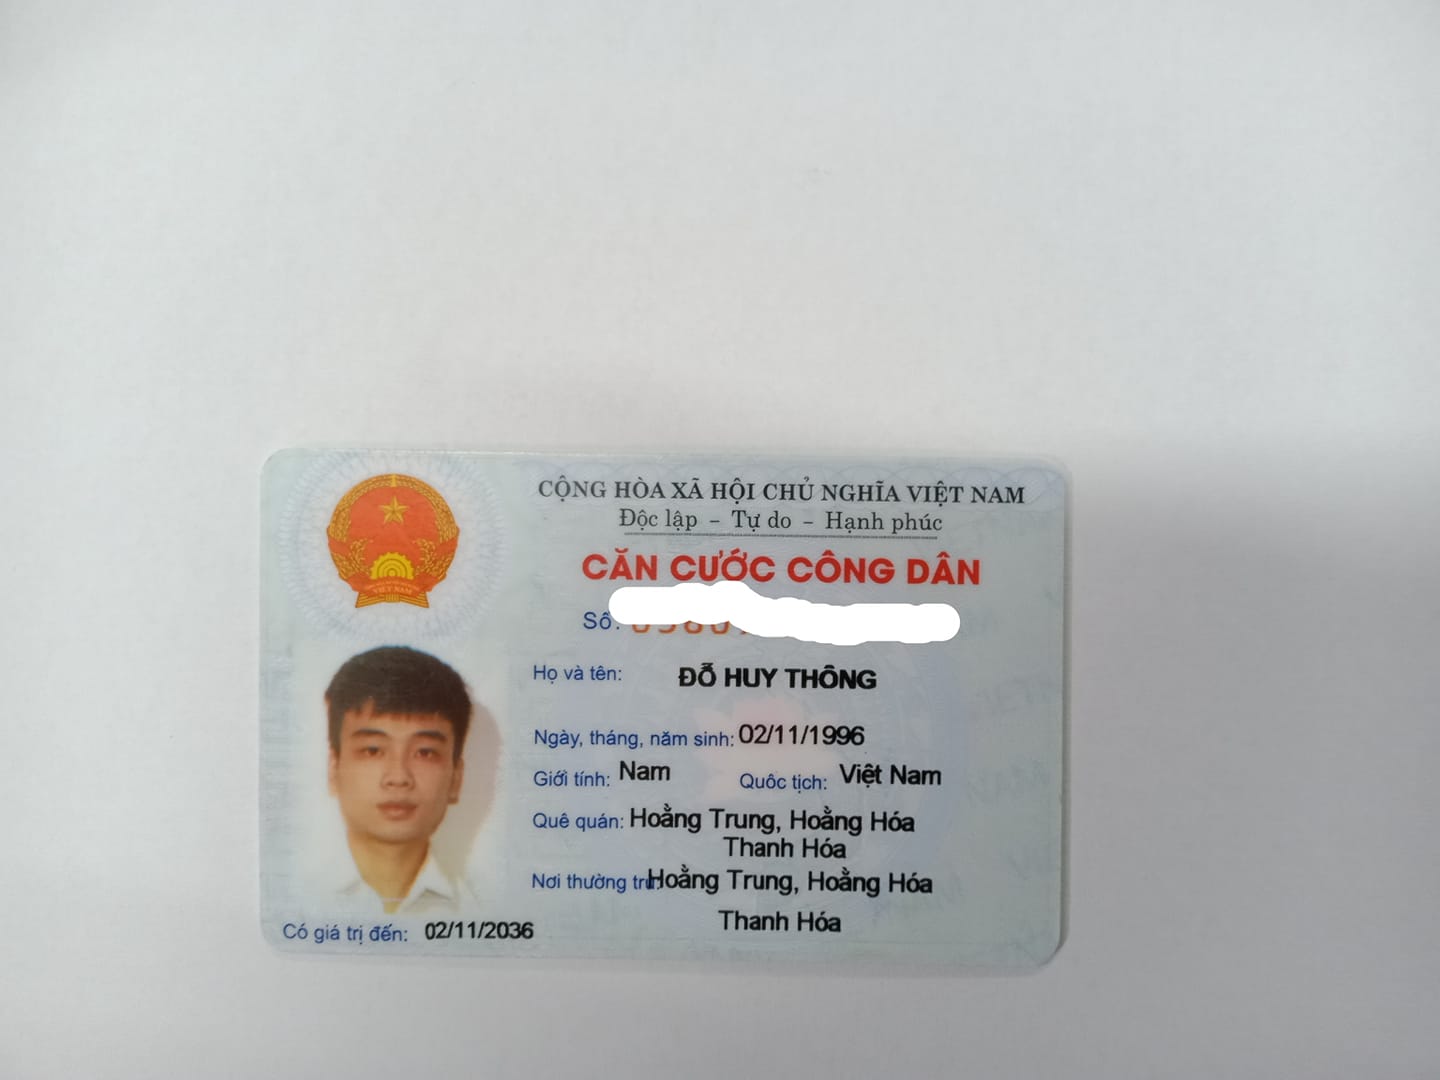 CỘNG HÒA XÃ HỘI CHỦ NGHĨA VIỆT NAM
Độc lập – Tự do – Hạnh phúc
CĂN CƯỚC CÔNG DÂN
Số:
Họ và tên: ĐỖ HUY THÔNG
Ngày, tháng, năm sinh: 02/11/1996
Giới tính: Nam Quốc tịch: Việt Nam
Quê quán: Hoằng Trung, Hoằng Hóa
Thanh Hóa
Nơi thường trú: Hoằng Trung, Hoằng Hóa
Thanh Hóa
Có giá trị đến: 02/11/2036
VIỆT NAM